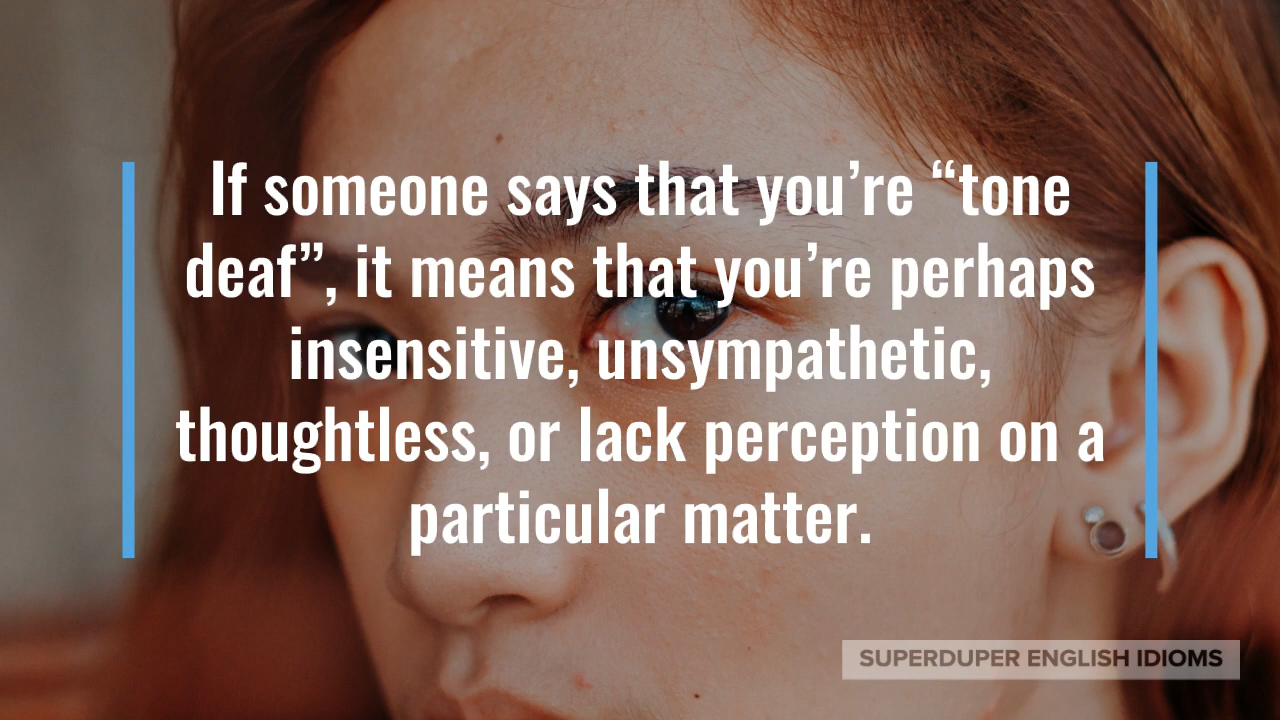 If someone says that you’re “tone
deaf”, it means that you’re perhaps
insensitive, unsympathetic,
thoughtless, or lack perception on a
particular matter.
SUPERDUPER ENGLISH IDIOMS